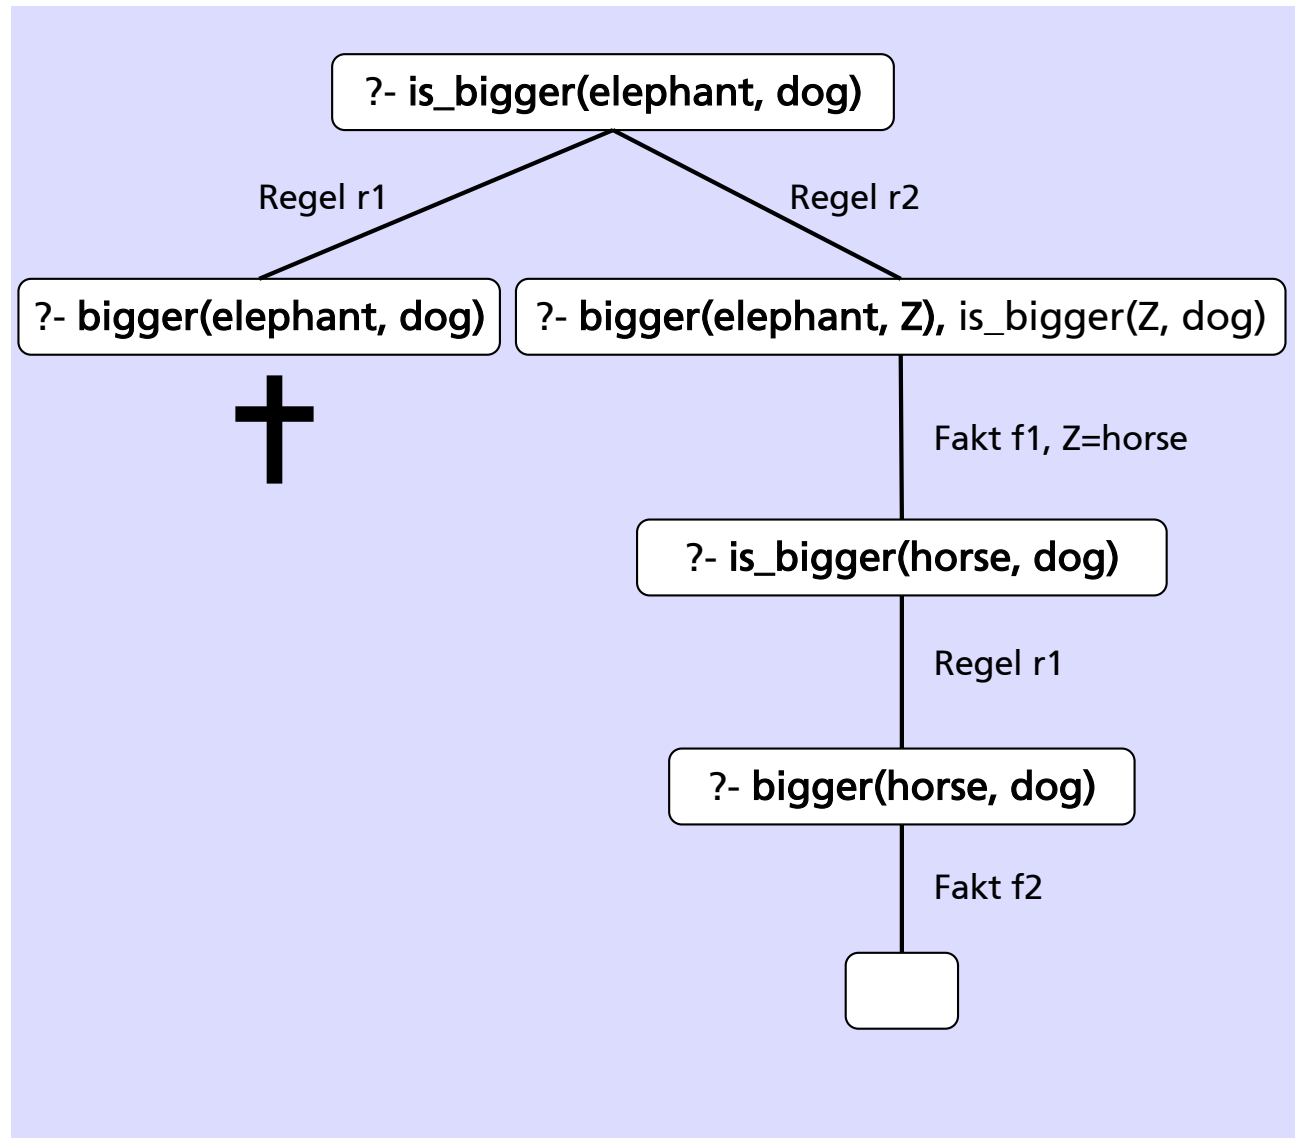 ?- is_bigger(elephant, dog)
Regel r1
Regel r2
?- bigger(elephant, dog)
?- bigger(elephant, Z), is_bigger(Z, dog)
Fakt f1, Z=horse
?- is_bigger(horse, dog)
Regel r1
?- bigger(horse, dog)
Fakt f2